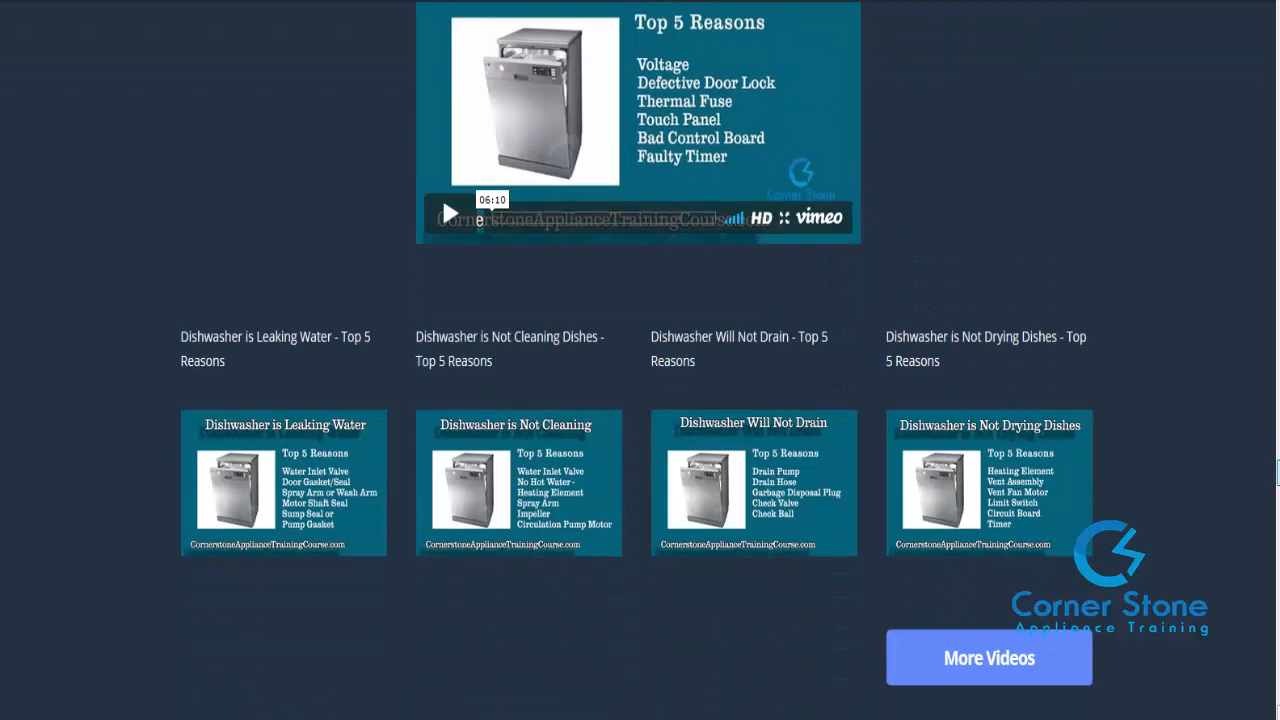 Top 5 Reasons
Voltage
Defective Door Lock
Thermal Fuse
Touch Panel
Bad Control Board
Faulty Timer
Corner Stone
06:10
CornerstoneApplianceTrainingCourse.com
HD vimeo
Dishwasher is Leaking Water - Top 5
Reasons
Dishwasher is Not Cleaning Dishes -
Top 5 Reasons
Dishwasher Will Not Drain - Top 5
Reasons
Dishwasher is Not Drying Dishes - Top
5 Reasons
Dishwasher is Leaking Water
Top 5 Reasons
Water Inlet Valve
Door Gasket/Seal
Spray Arm or Wash Arm
Motor Shaft Seal
Sump Seal or
Pump Gasket
CornerstoneApplianceTrainingCourse.com
Dishwasher is Not Cleaning
Top 5 Reasons
Water Inlet Valve
No Hot Water -
Heating Element
Spray Arm
Impeller
Circulation Pump Motor
CornerstoneApplianceTrainingCourse.com
Dishwasher Will Not Drain
Top 5 Reasons
Drain Pump
Drain Hose
Garbage Disposal Plug
Check Valve
Check Ball
CornerstoneApplianceTrainingCourse.com
Dishwasher is Not Drying Dishes
Top 5 Reasons
Heating Element
Vent Assembly
Vent Fan Motor
Limit Switch
Circuit Board
Timer
CornerstoneApplianceTrainingCourse.com
Corner Stone
Appliance Training
More Videos